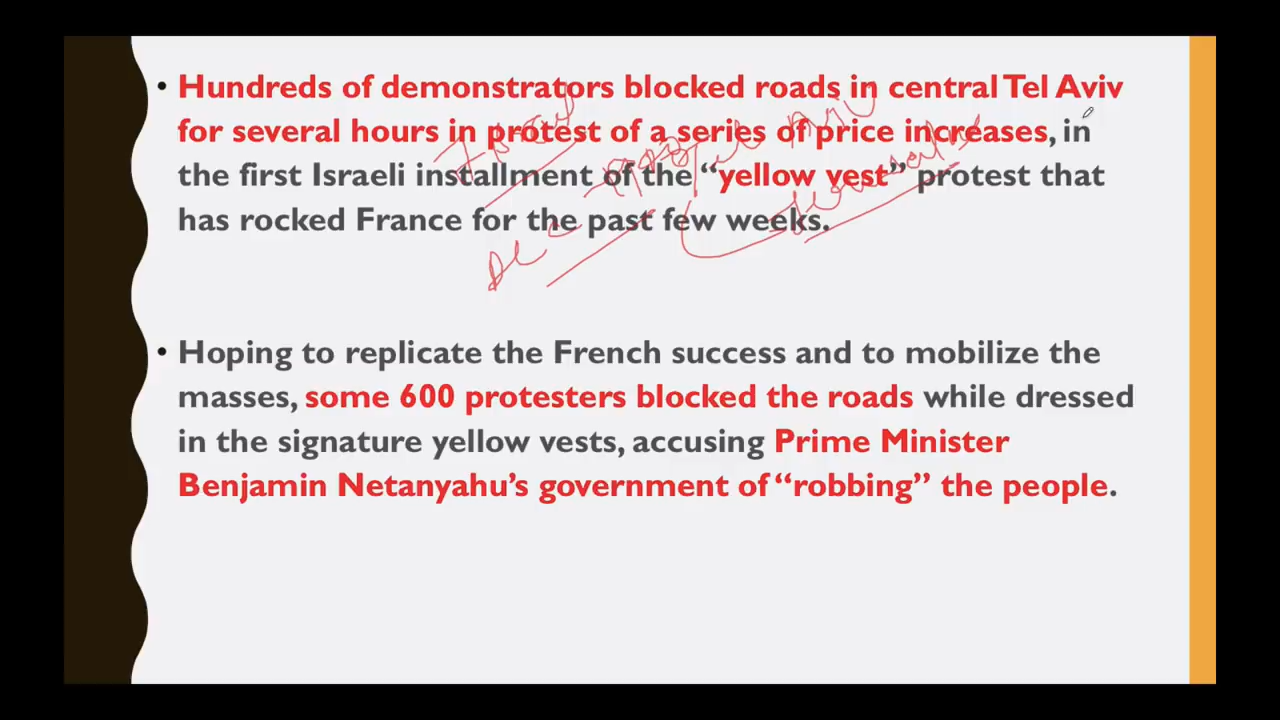 • Hundreds of demonstrators blocked roads in central Tel Aviv
for several hours in protest of a series of price increases, in
the first Israeli installment of the “yellow vest” protest that
has rocked France for the past few weeks.
• Hoping to replicate the French success and to mobilize the
masses, some 600 protesters blocked the roads while dressed
in the signature yellow vests, accusing Prime Minister
Benjamin Netanyahu’s government of “robbing” the people.
Israel
Tel Aviv